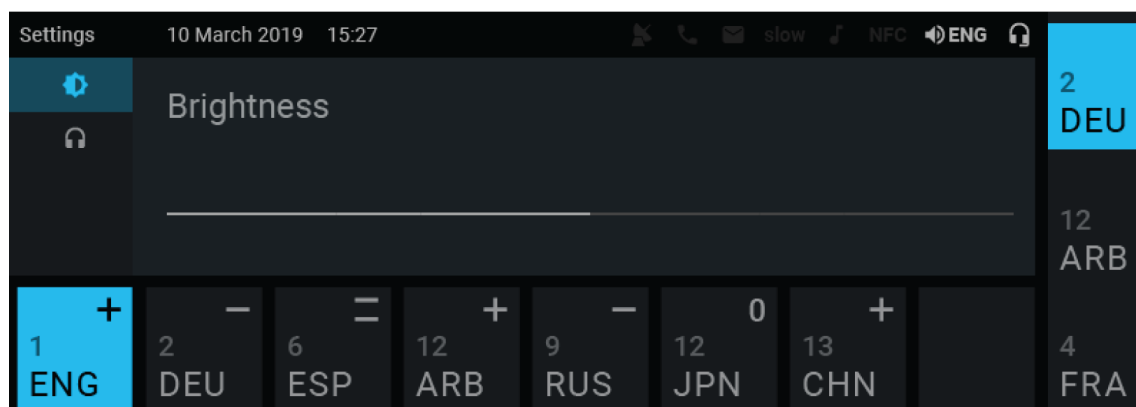 Settings 10 March 2019 15:27 slow NFC ENG
Brightness
2
DEU
12
ARB
4
FRA
+ − = + − 0 +
1 2 6 12 9 12 13
ENG DEU ESP ARB RUS JPN CHN